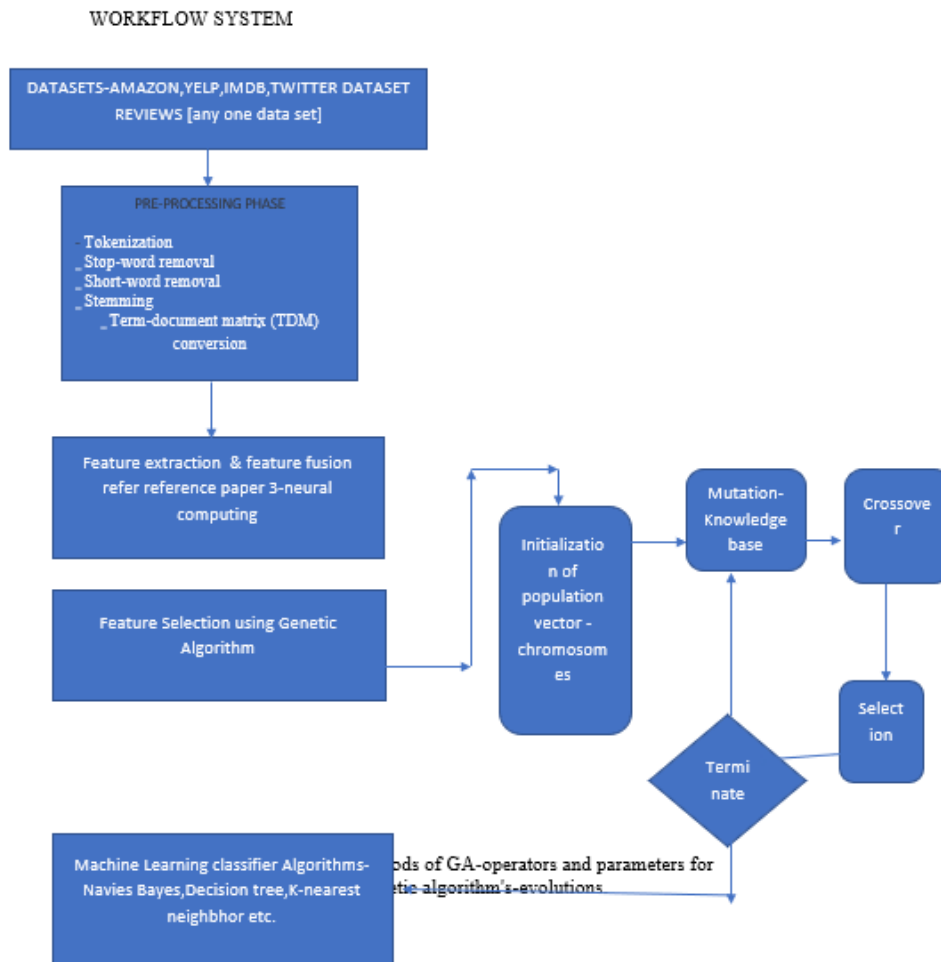 WORKFLOW SYSTEM
DATASETS-AMAZON,YELP,IMDB,TWITTER DATASET
REVIEWS [any one data set]
PRE-PROCESSING PHASE
- Tokenization
_ Stop-word removal
_ Short-word removal
_ Stemming
_ Term-document matrix (TDM)
conversion
Feature extraction & feature fusion
refer reference paper 3-neural
computing
Feature Selection using Genetic
Algorithm
Initializatio
n of
population
vector -
chromosom
es
Mutation-
Knowledge
base
Crossove
r
Select
ion
Termi
nate
Machine Learning classifier Algorithms-
Navies Bayes,Decision tree,K-nearest
neighbhor etc.
ods of GA-operators and parameters for
etic algorithm's-evolutions.